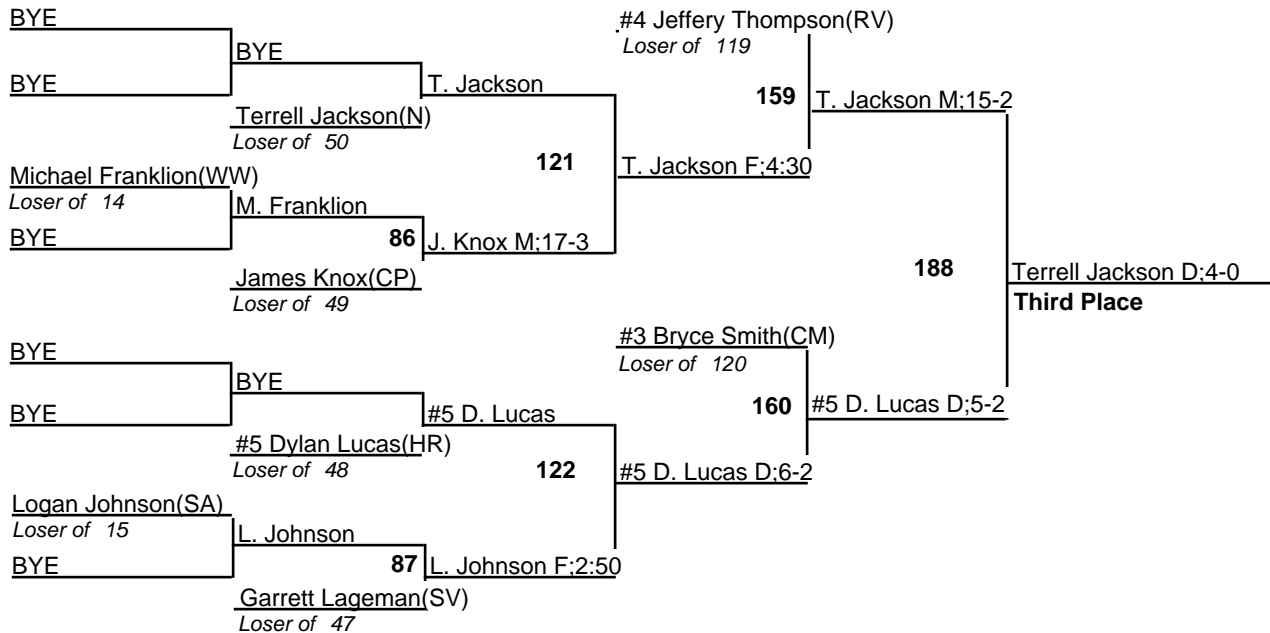 BYE
#4 Jeffery Thompson(RV)
Loser of 119
BYE
BYE
T. Jackson
159
T. Jackson M;15-2
Terrell Jackson(N)
Loser of 50
121
T. Jackson F;4:30
Michael Franklion(WW)
Loser of 14
M. Franklion
86
J. Knox M;17-3
BYE
188
Terrell Jackson D;4-0
James Knox(CP)
Loser of 49
Third Place
#3 Bryce Smith(CM)
Loser of 120
BYE
BYE
160
#5 D. Lucas D;5-2
BYE
#5 D. Lucas
#5 Dylan Lucas(HR)
Loser of 48
122
#5 D. Lucas D;6-2
Logan Johnson(SA)
Loser of 15
L. Johnson
87
L. Johnson F;2:50
BYE
Garrett Lageman(SV)
Loser of 47